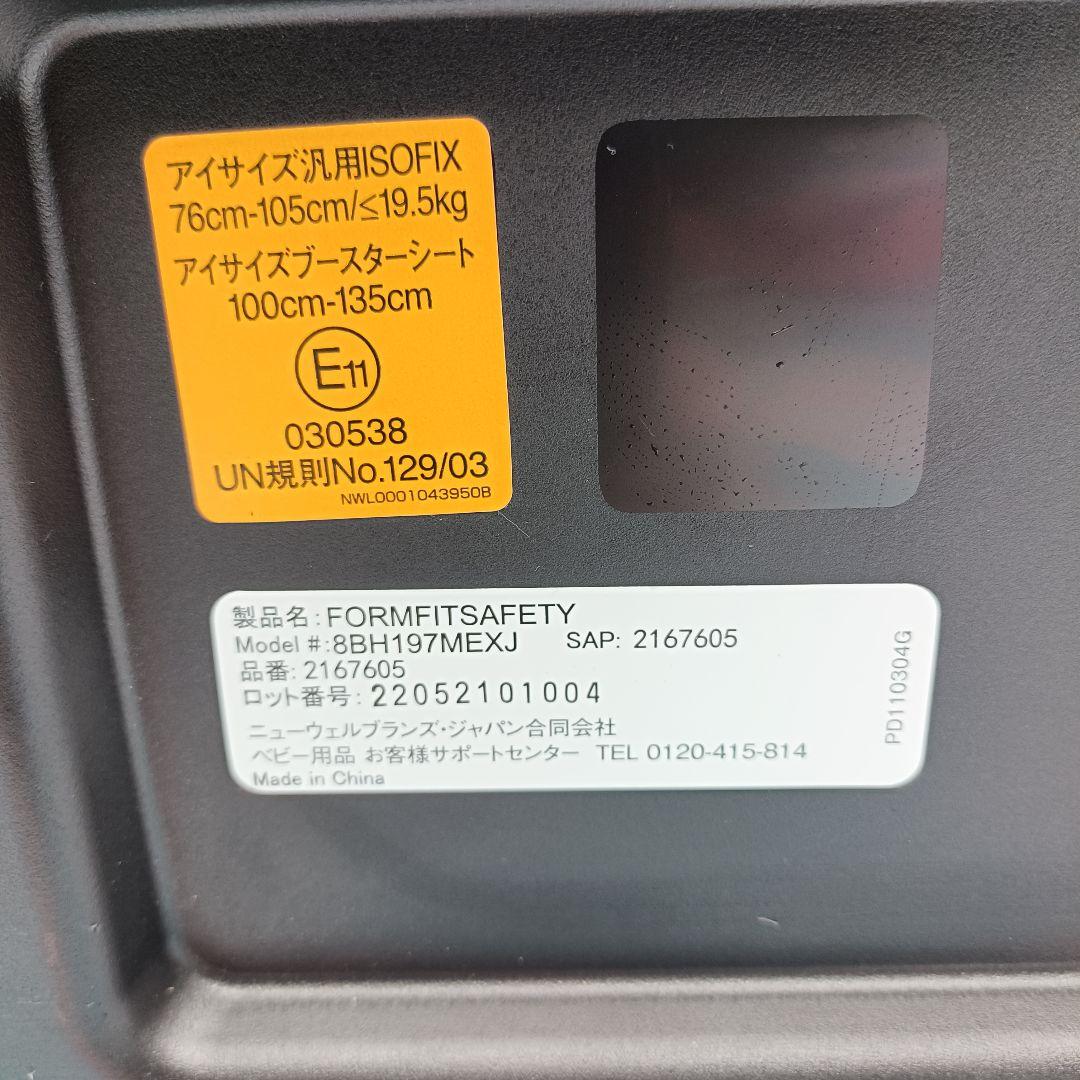 アイサイズ汎用ISOFIX
76cm-105cm/≤19.5kg
アイサイズブースターシート
100cm-135cm
E11
030538
UN規則No.129/03
NWL0001043950B
製品名:FORMFITSAFETY
Model #:8BH197MEXJ SAP: 2167605
品番: 2167605
ロット番号: 22052101004
ニューウェルブランズ・ジャパン合同会社
ベビー用品 お客様サポートセンター TEL 0120-415-814
Made in China
PD110304G